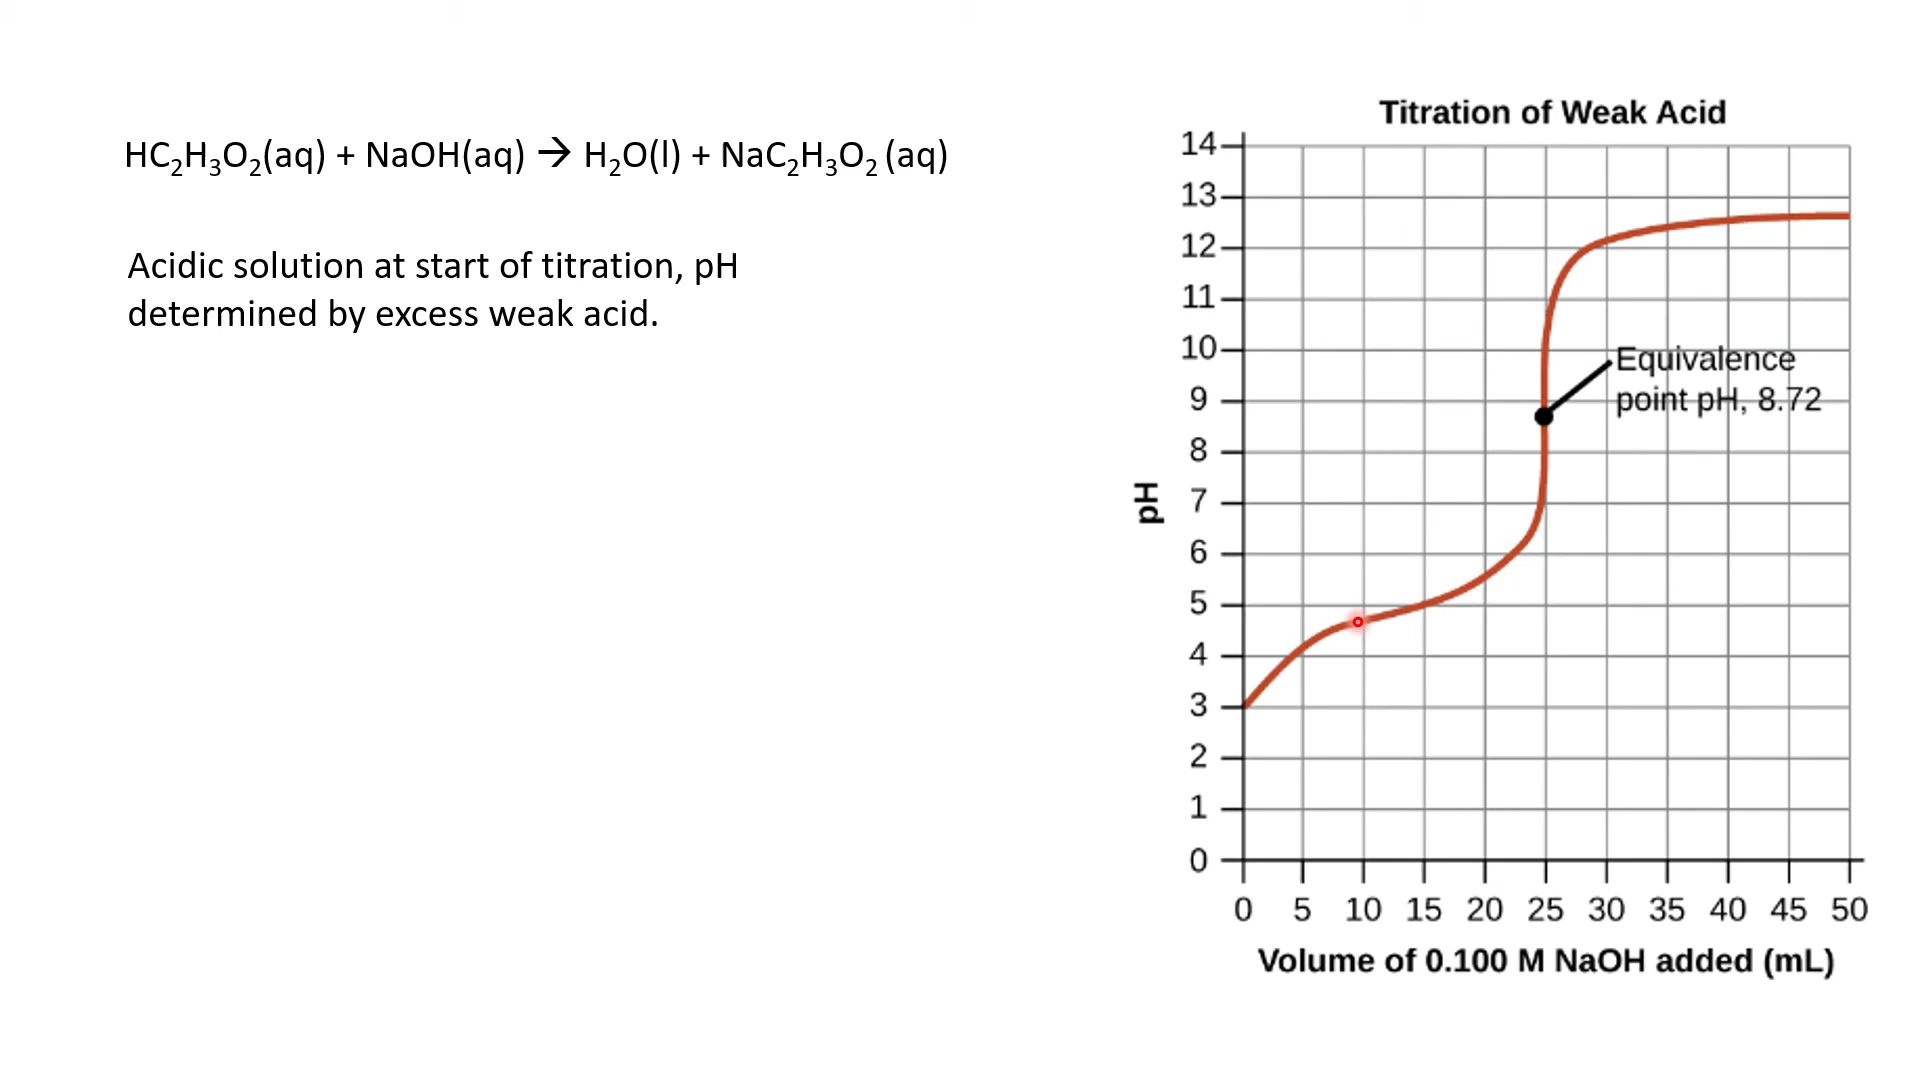 HC₂H₃O₂(aq) + NaOH(aq) → H₂O(l) + NaC₂H₃O₂ (aq)
Acidic solution at start of titration, pH
determined by excess weak acid.
Titration of Weak Acid
14
13
12
11
10
9
8
7
6
5
4
3
2
1
0
pH
Equivalence
point pH, 8.72
0 5 10 15 20 25 30 35 40 45 50
Volume of 0.100 M NaOH added (mL)